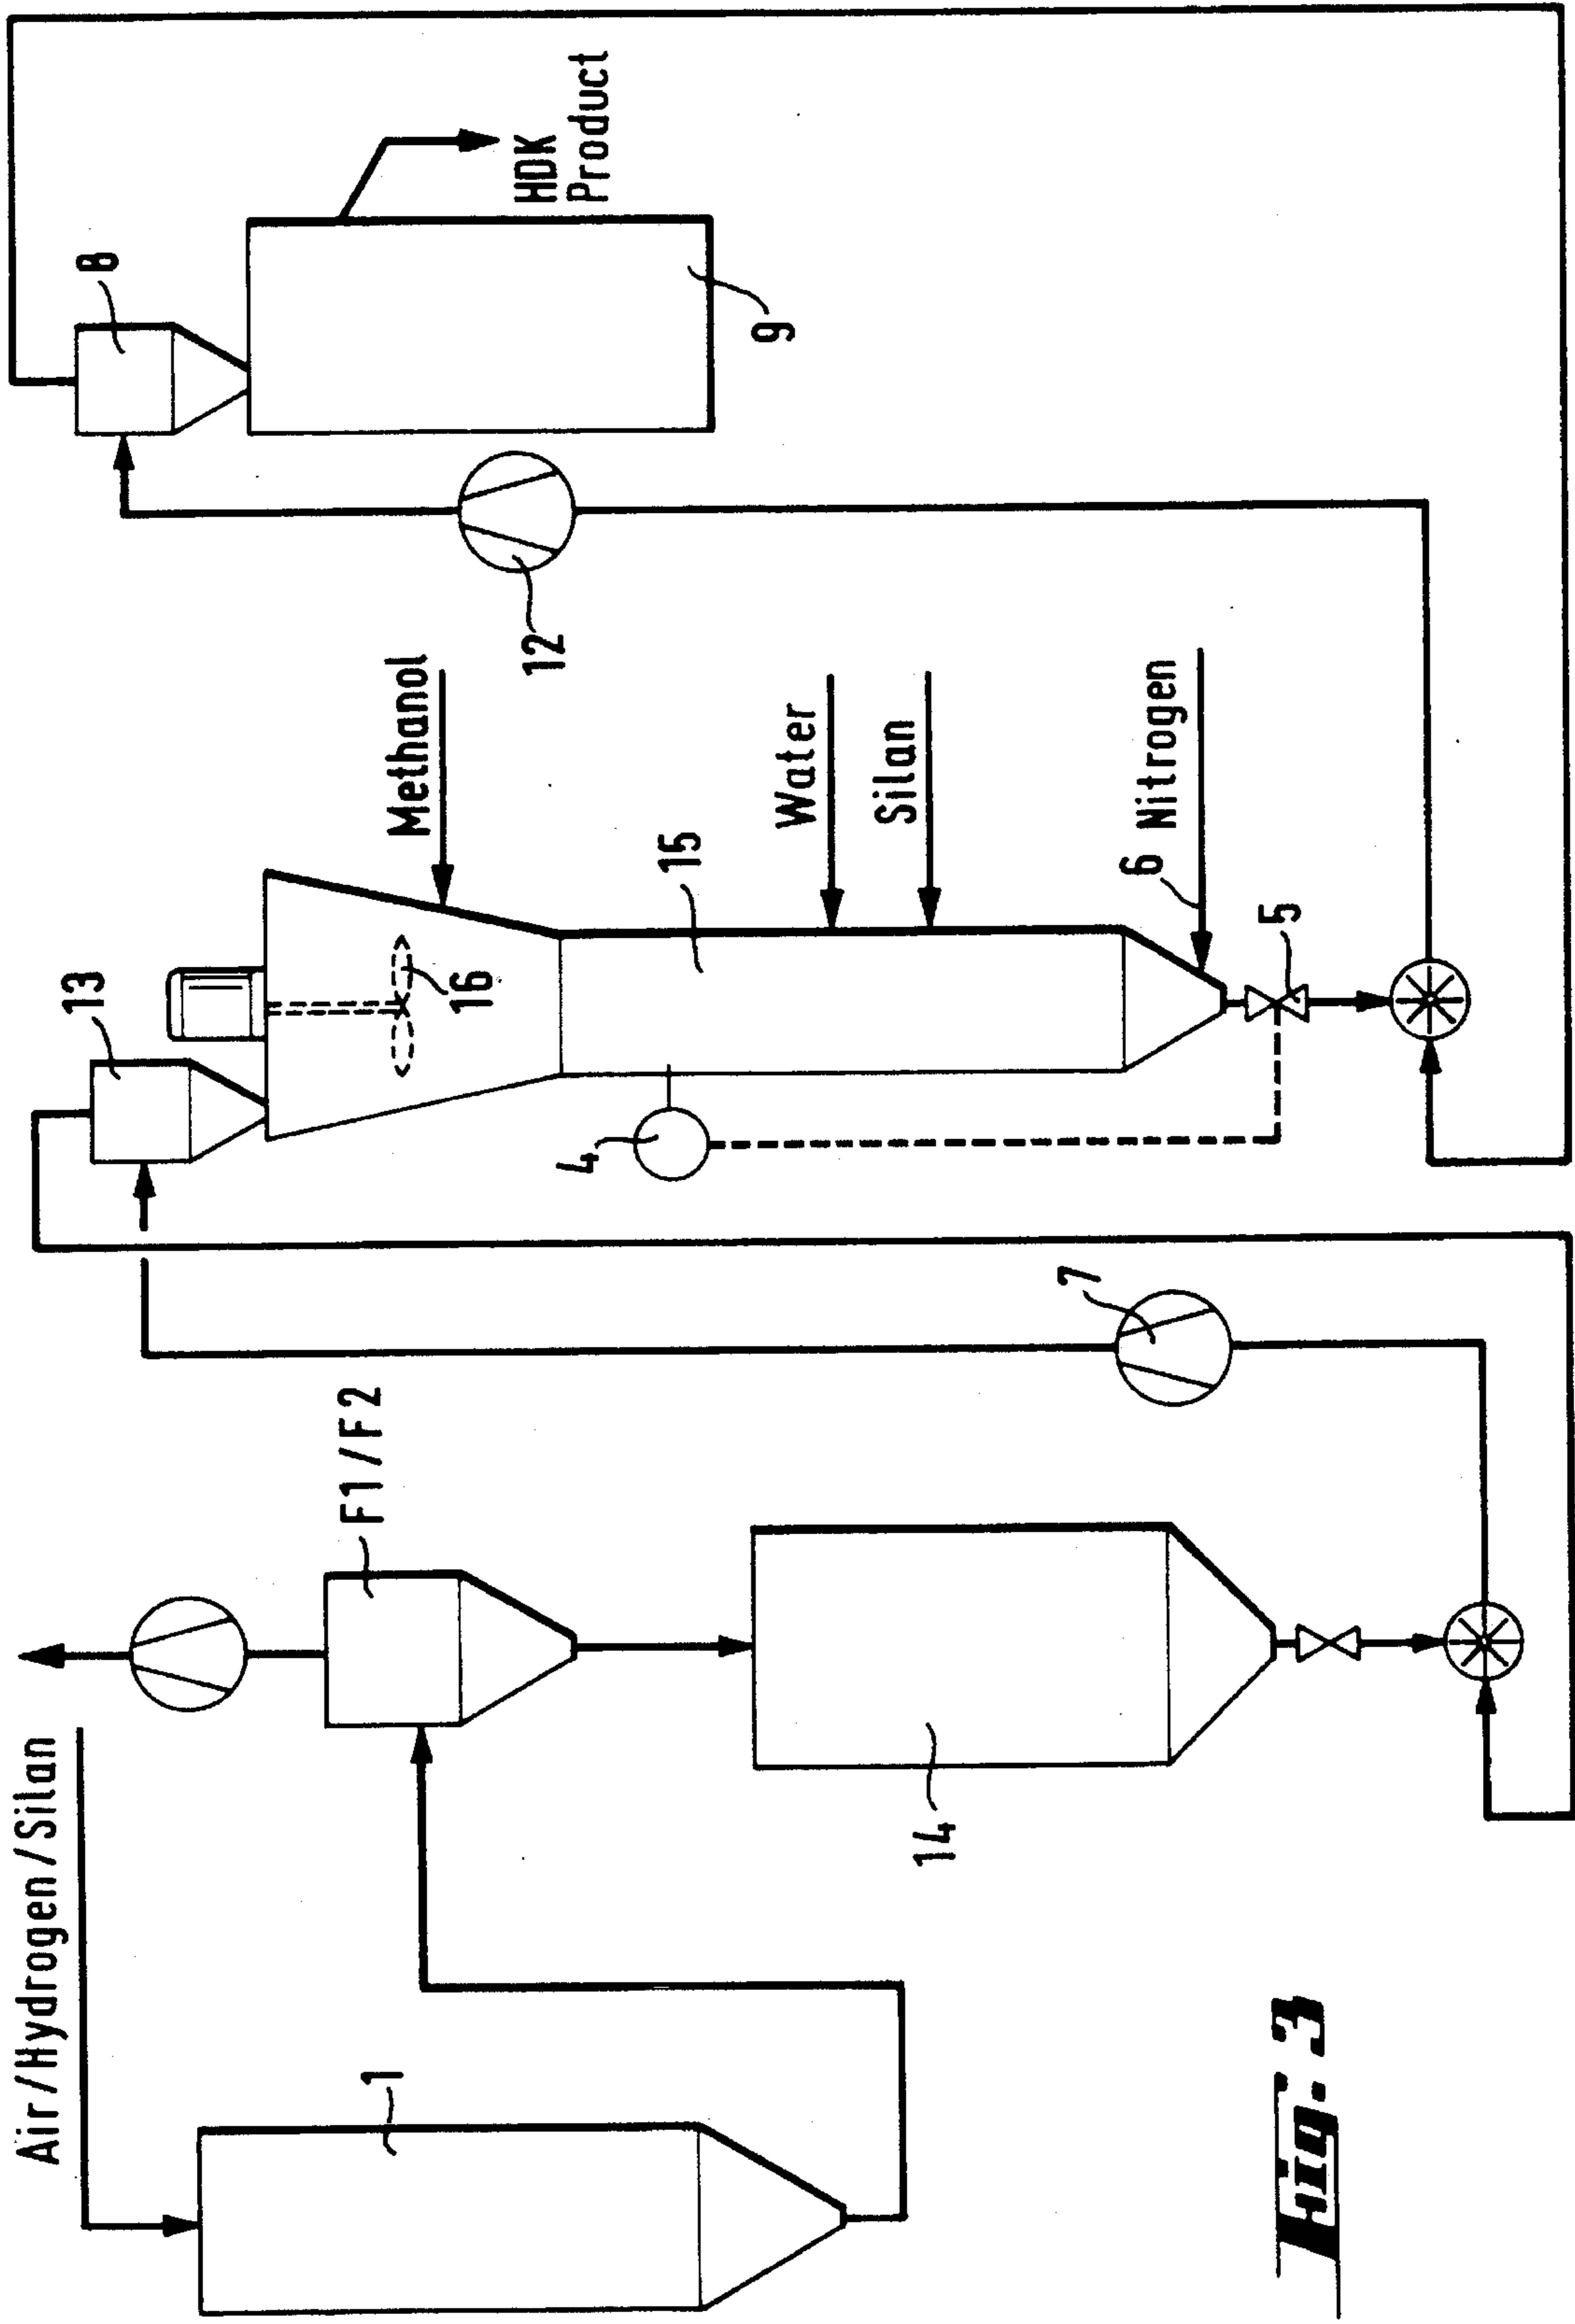 Air/Hydrogen/Silan
1
F1/F2
14
7
13
4
16
15
Methanol
Water
Silan
6
Nitrogen
5
12
8
9
HDK
Product
Fig. 3